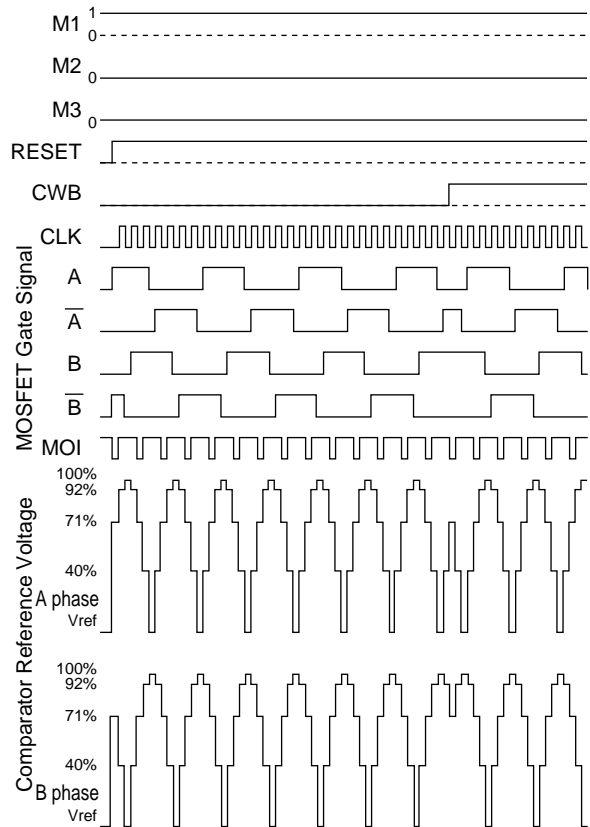 M1 1
0
M2 0
M3 0
RESET
CWB
CLK
MOSFET Gate Signal
A
A
B
B
MOI
Comparator Reference Voltage
100%
92%
71%
40%
A phase
Vref
100%
92%
71%
40%
B phase
Vref